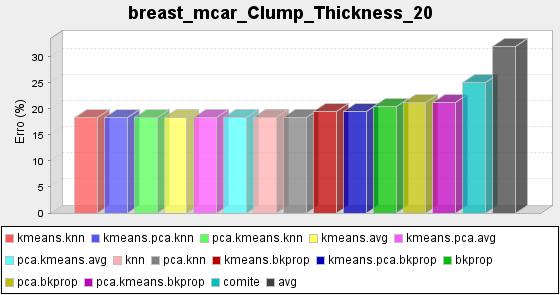 breast_mcar_Clump_Thickness_20
Erro (%)
30
25
20
15
10
5
0
kmeans.knn kmeans.pca.knn pca.kmeans.knn kmeans.avg kmeans.pca.avg
pca.kmeans.avg knn pca.knn kmeans.bkprop kmeans.pca.bkprop bkprop
pca.bkprop pca.kmeans.bkprop comite avg